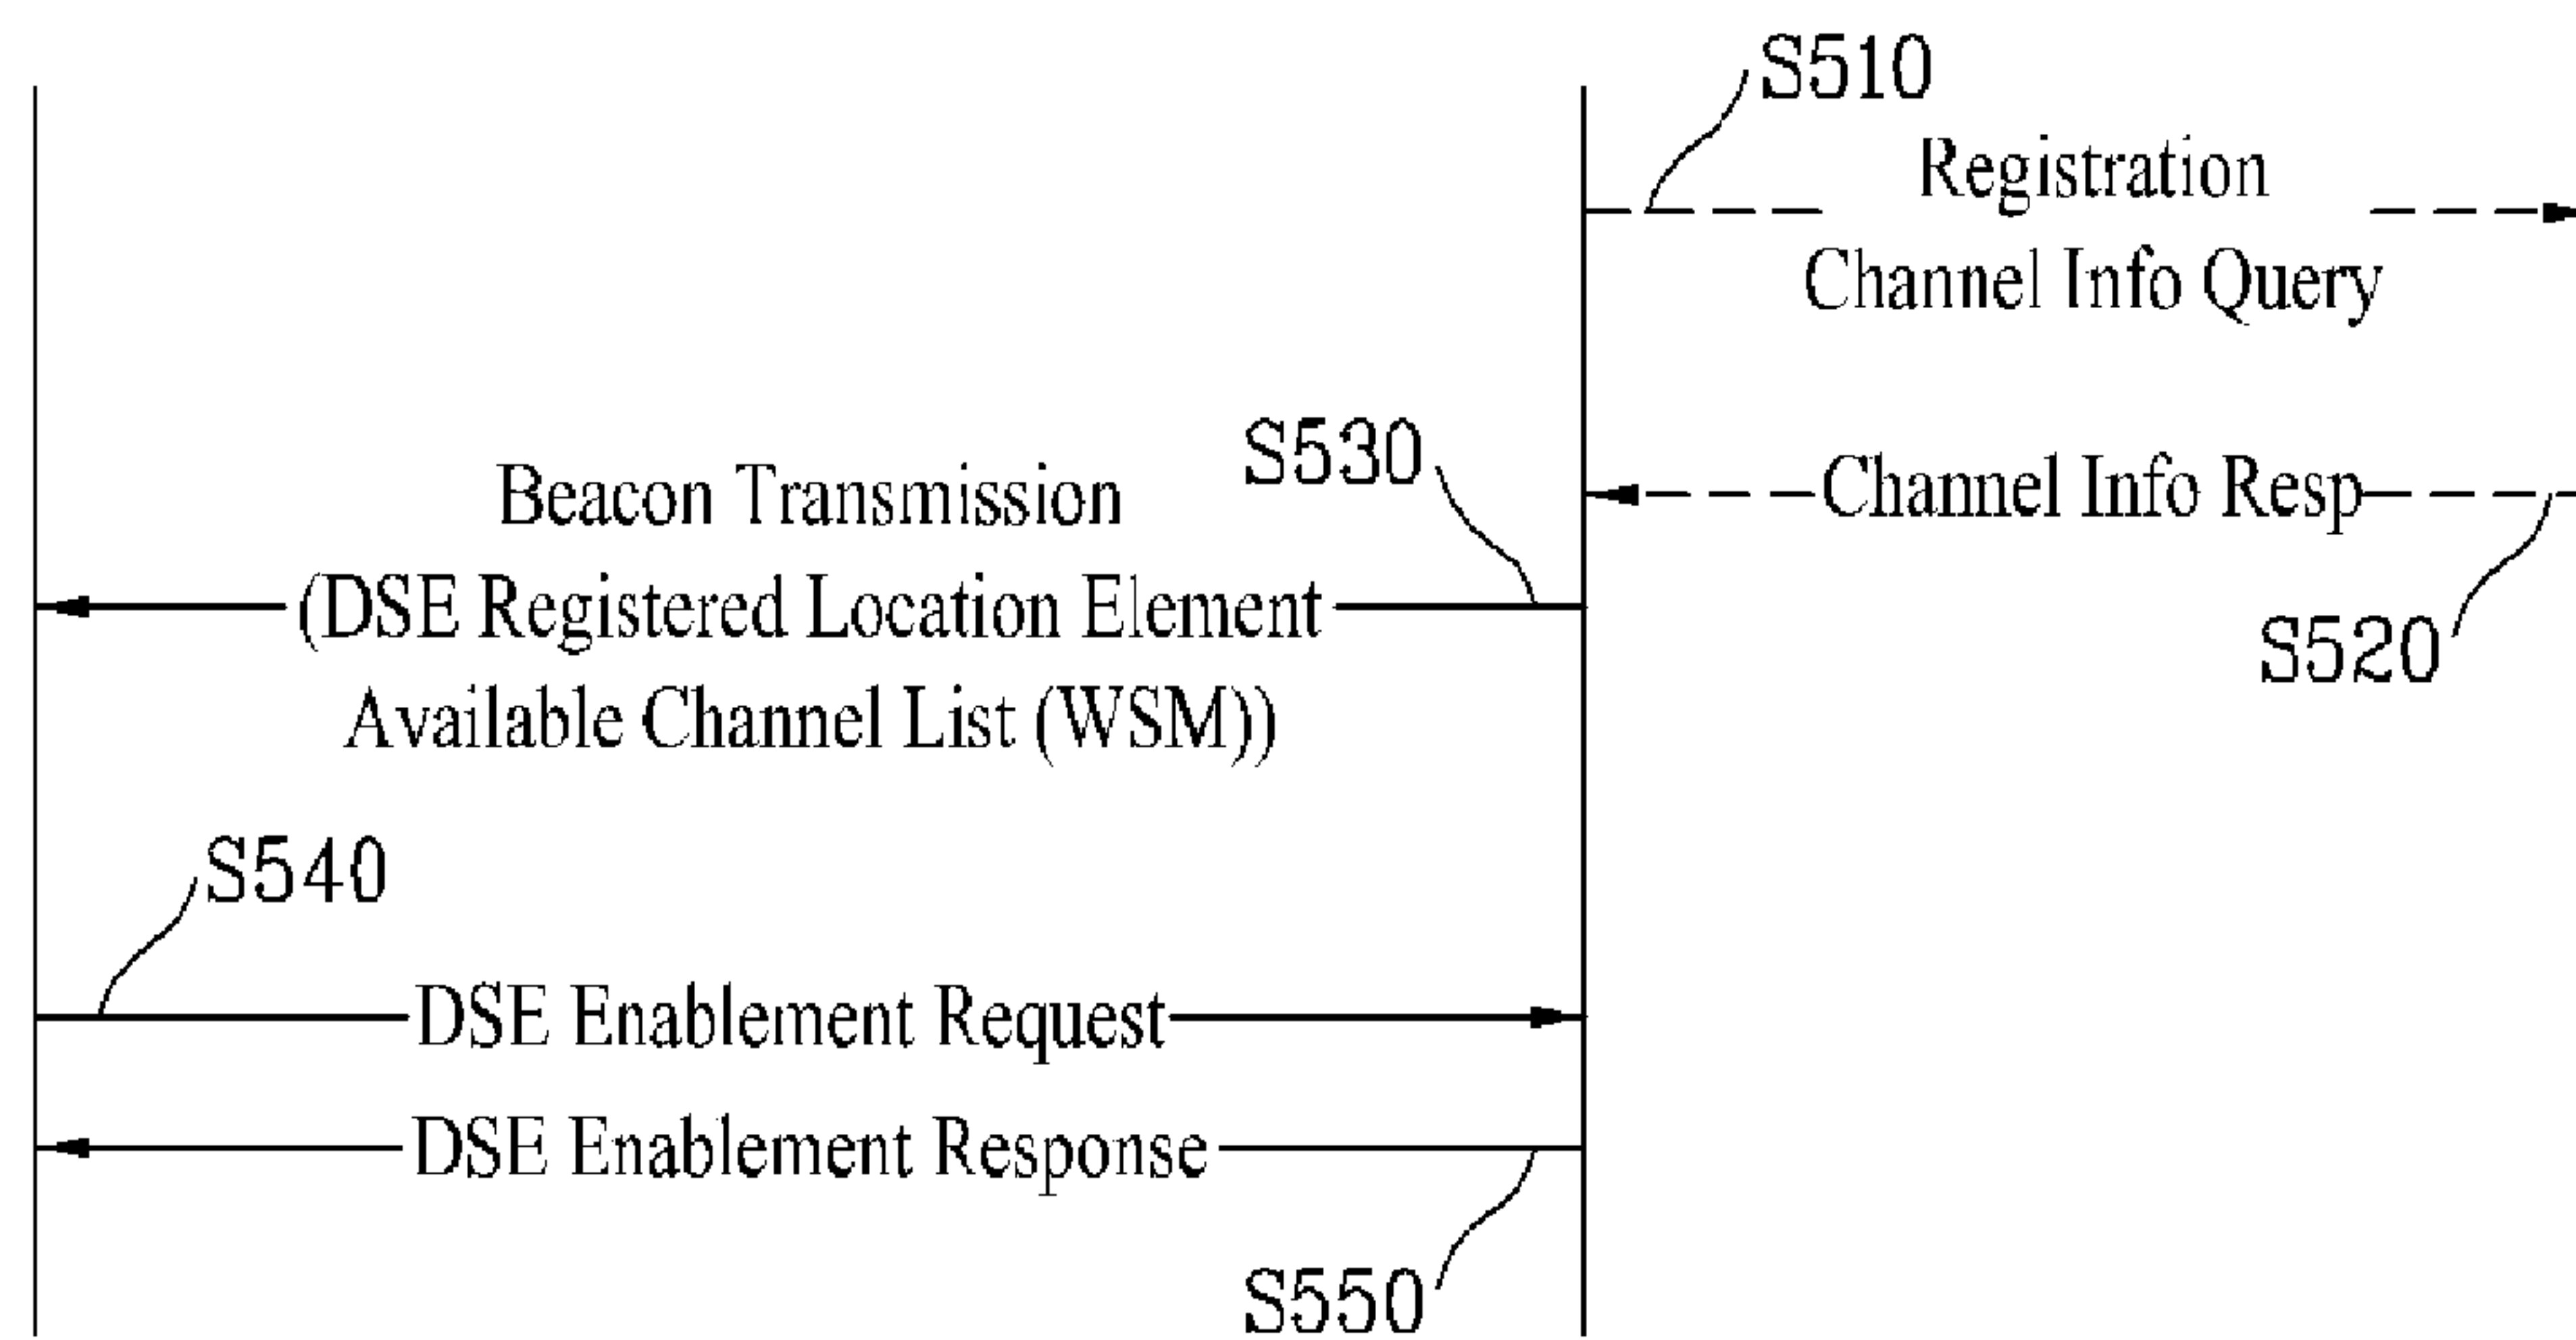 S510
Registration
Channel Info Query
S530
Channel Info Resp
Beacon Transmission
(DSE Registered Location Element
S520
Available Channel List (WSM))
S540
DSE Enablement Request
DSE Enablement Response
S550